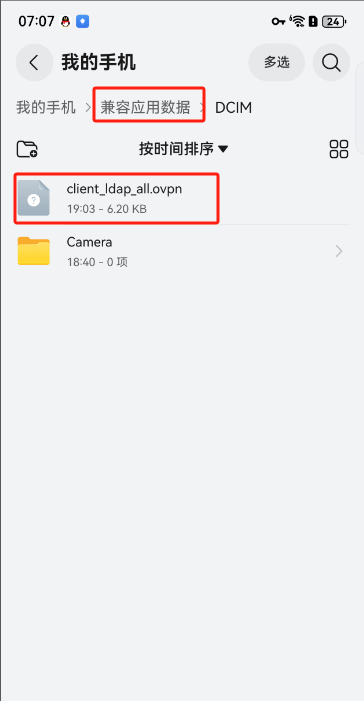 07:07 24
我的手机 多选
我的手机 > 兼容应用数据 > DCIM
按时间排序
client_ldap_all.ovpn
19:03 - 6.20 KB
Camera
18:40 - 0 项